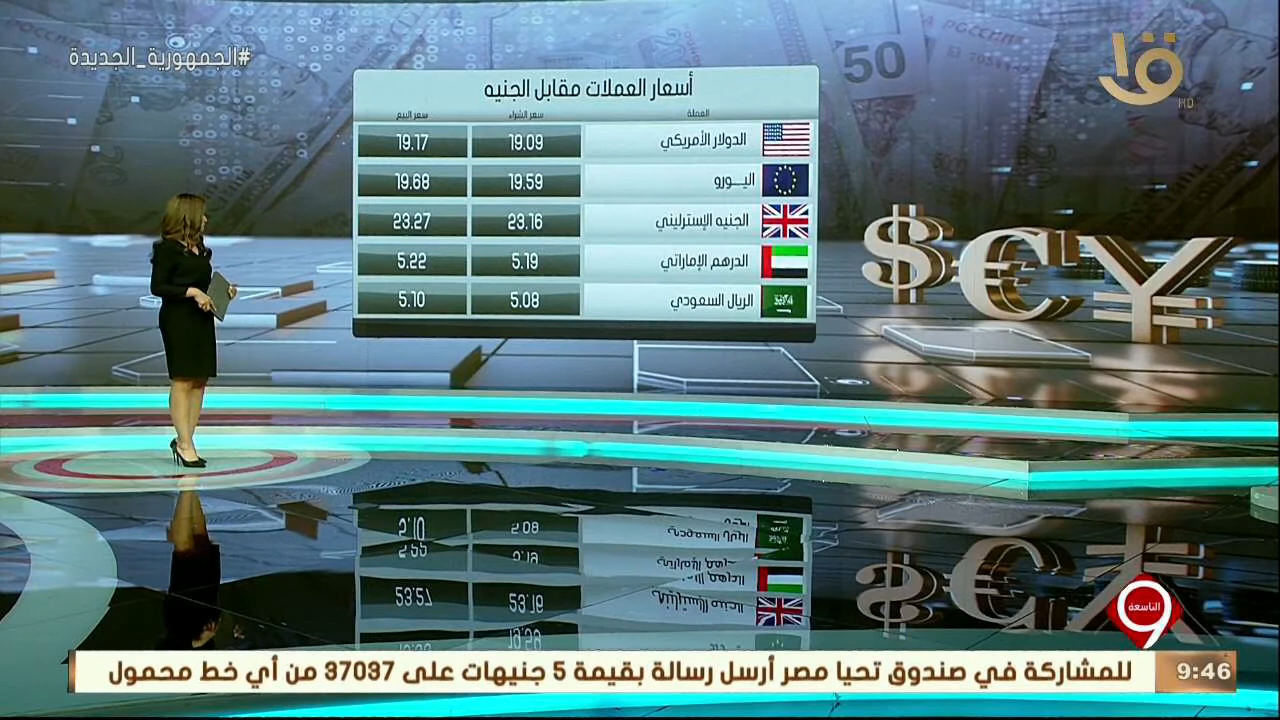 #الجمهورية_الجديدة
50
HD
أسعار العملات مقابل الجنيه
العملة سعر الشراء سعر البيع
الدولار الأمريكي 19.09 19.17
اليـــورو 19.59 19.68
الجنيه الإسترليني 23.16 23.27
الدرهم الإماراتي 5.19 5.22
الريال السعودي 5.08 5.10
$€¥
التاسعة
9
9:46
للمشاركة في صندوق تحيا مصر أرسل رسالة بقيمة 5 جنيهات على 37037 من أي خط محمول